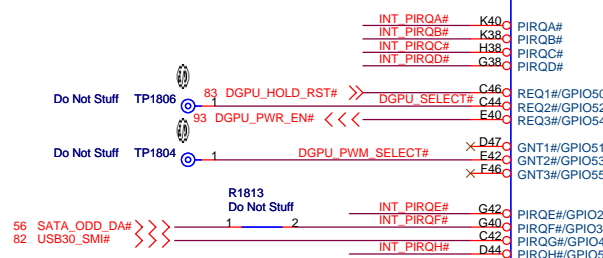 INT_PIRQA# K40 PIRQA#
INT_PIRQB# K38 PIRQB#
INT_PIRQC# H38 PIRQC#
INT_PIRQD# G38 PIRQD#
83 DGPU_HOLD_RST# C46 REQ1#/GPIO50
Do Not Stuff TP1806 1 DGPU_SELECT# C44 REQ2#/GPIO52
93 DGPU_PWR_EN# E40 REQ3#/GPIO54
D47 GNT1#/GPIO51
Do Not Stuff TP1804 1 DGPU_PWM_SELECT# E42 GNT2#/GPIO53
F46 GNT3#/GPIO55
R1813
Do Not Stuff
INT_PIRQE# G42 PIRQE#/GPIO2
56 SATA_ODD_DA# 1 2 INT_PIRQF# G40 PIRQF#/GPIO3
82 USB30_SMI# C42 PIRQG#/GPIO4
INT_PIRQH# D44 PIRQH#/GPIO5